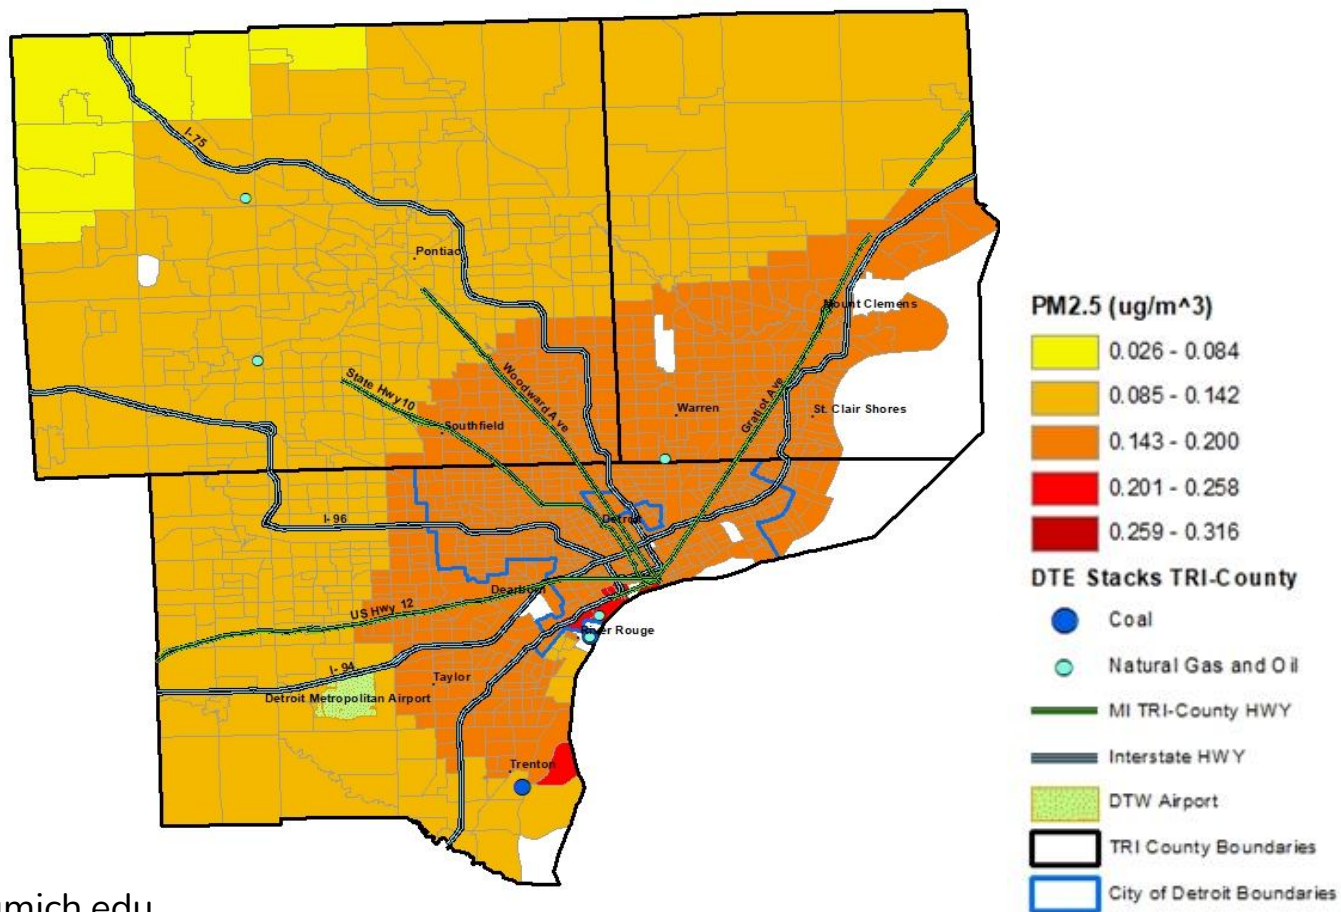 I-75
Pontiac
Mount Clemens
State Hwy 10
Woodward Ave
Gratiot Ave
Warren
St. Clair Shores
Southfield
I-96
Detroit
Dearborn
US Hwy 12
River Rouge
I-94
Taylor
Detroit Metropolitan Airport
Trenton
PM2.5 (ug/m^3)
0.026 - 0.084
0.085 - 0.142
0.143 - 0.200
0.201 - 0.258
0.259 - 0.316
DTE Stacks TRI-County
Coal
Natural Gas and Oil
MI TRI-County HWY
Interstate HWY
DTW Airport
TRI County Boundaries
City of Detroit Boundaries
umich.edu